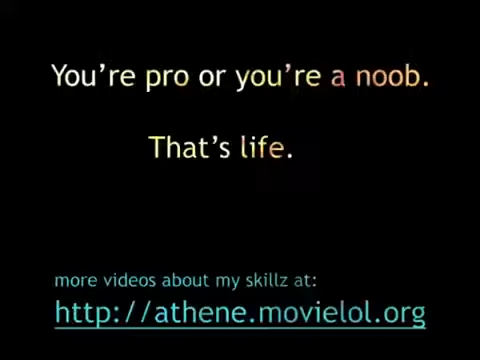 You're pro or you're a noob.
That's life.
more videos about my skillz at:
http://athene.movielol.org